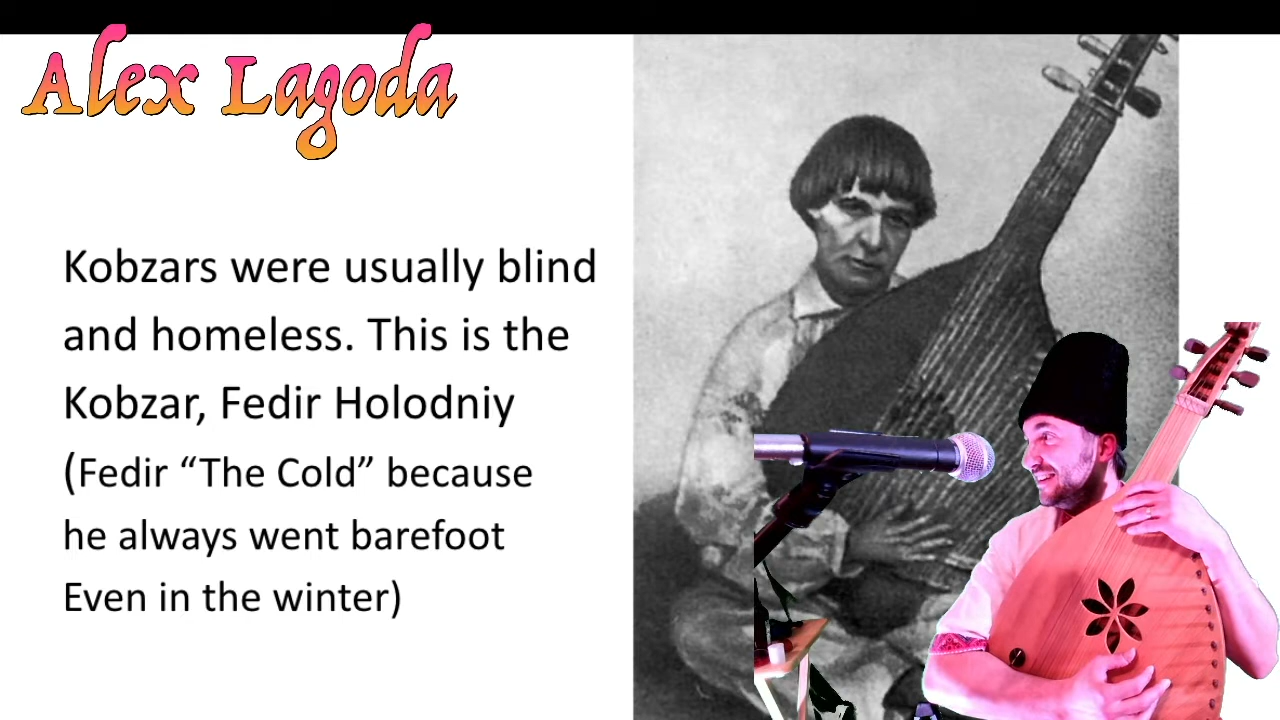 Alex Lagoda
Kobzars were usually blind
and homeless. This is the
Kobzar, Fedir Holodniy
(Fedir “The Cold” because
he always went barefoot
Even in the winter)